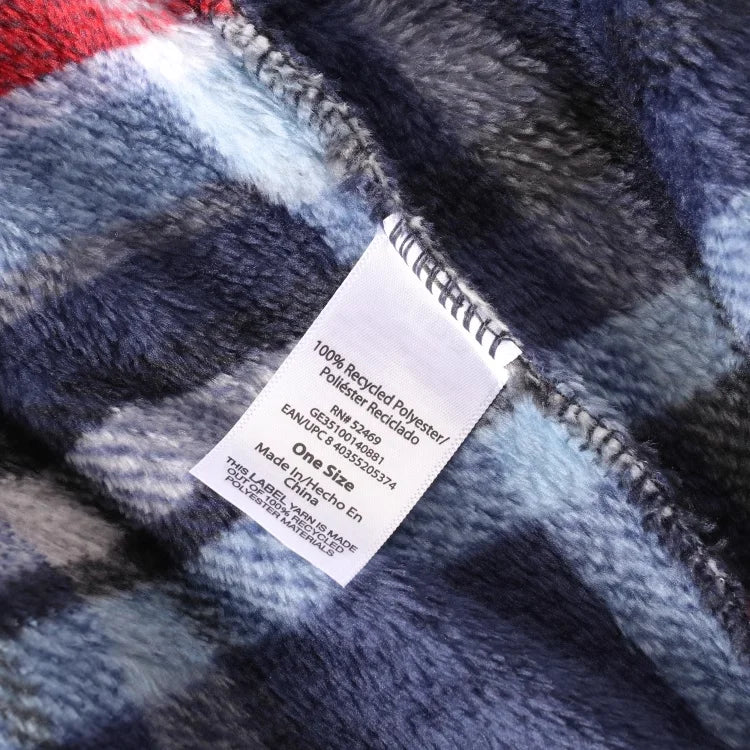 100% Recycled Polyester/
Poliéster Reciclado
RN# 52469
GE35100140881
EAN/UPC 8 40355205374
One Size
Made In/Hecho En
China
THIS LABEL YARN IS MADE
OUT OF 100% RECYCLED
POLYESTER MATERIALS.